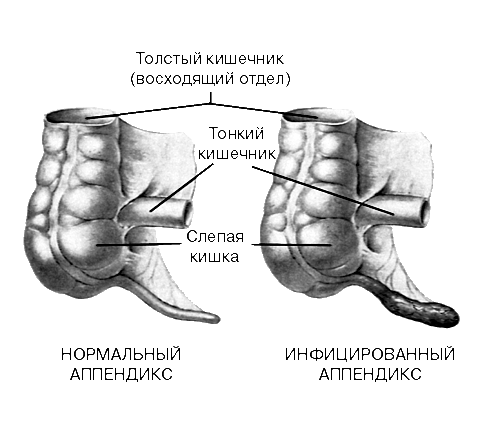 Толстый кишечник
(восходящий отдел)
Тонкий
кишечник
Слепая
кишка
НОРМАЛЬНЫЙ
АППЕНДИКС
ИНФИЦИРОВАННЫЙ
АППЕНДИКС